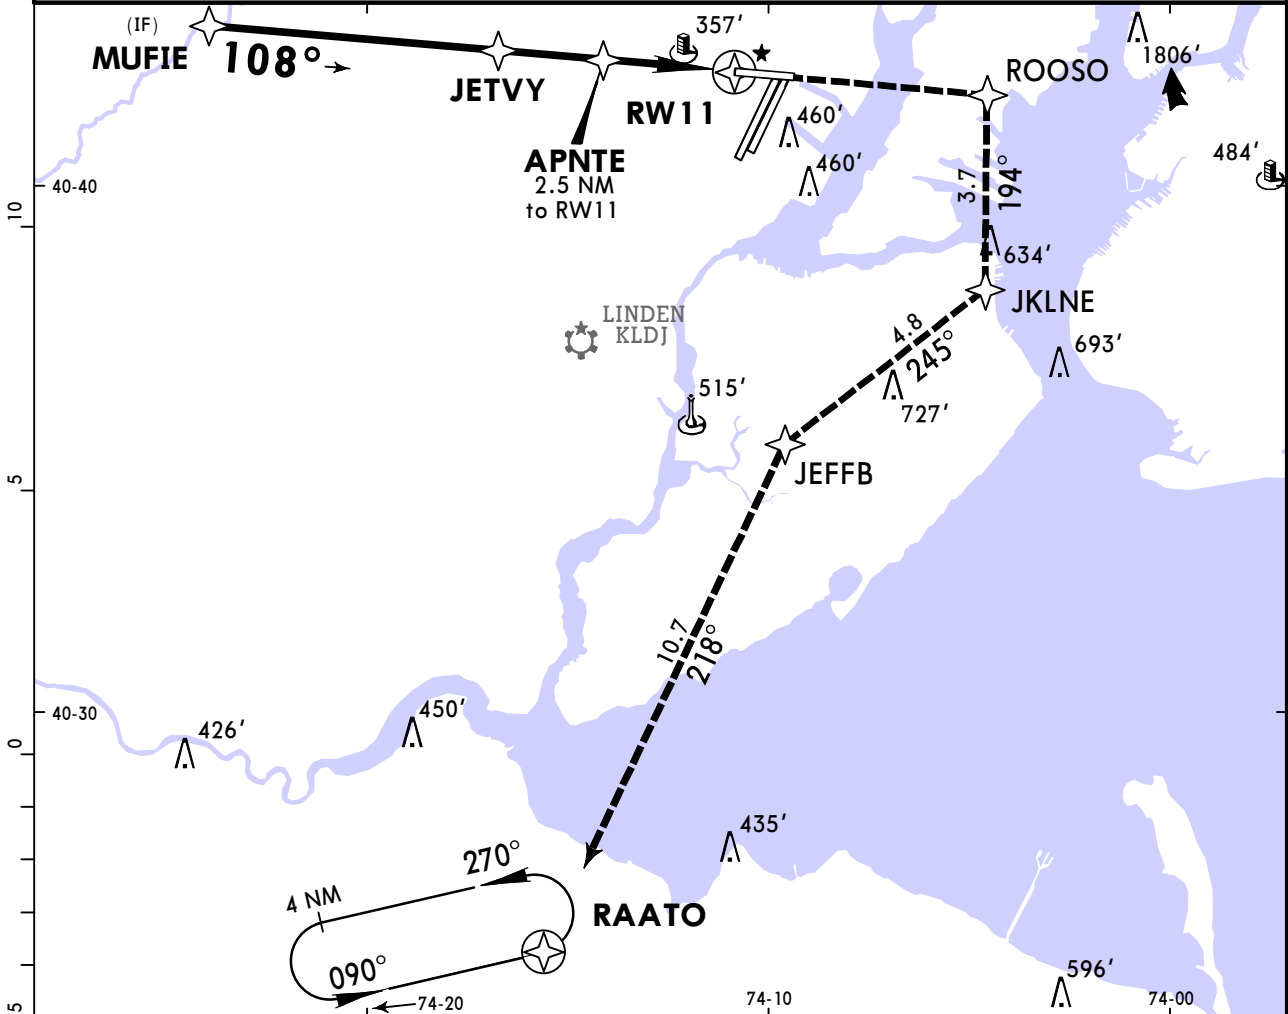 (IF)
MUFIE
108°
JETVY
357'
RW11
APNTE
2.5 NM
to RW11
460'
460'
ROOSO
1806'
484'
40-40
10
3.7
194°
634'
JKLNE
LINDEN
KLDJ
693'
4.8
245°
727'
515'
JEFFB
5
10.7
218°
40-30
0
426'
450'
435'
270°
4 NM
090°
RAATO
596'
74-20
74-10
74-00
5